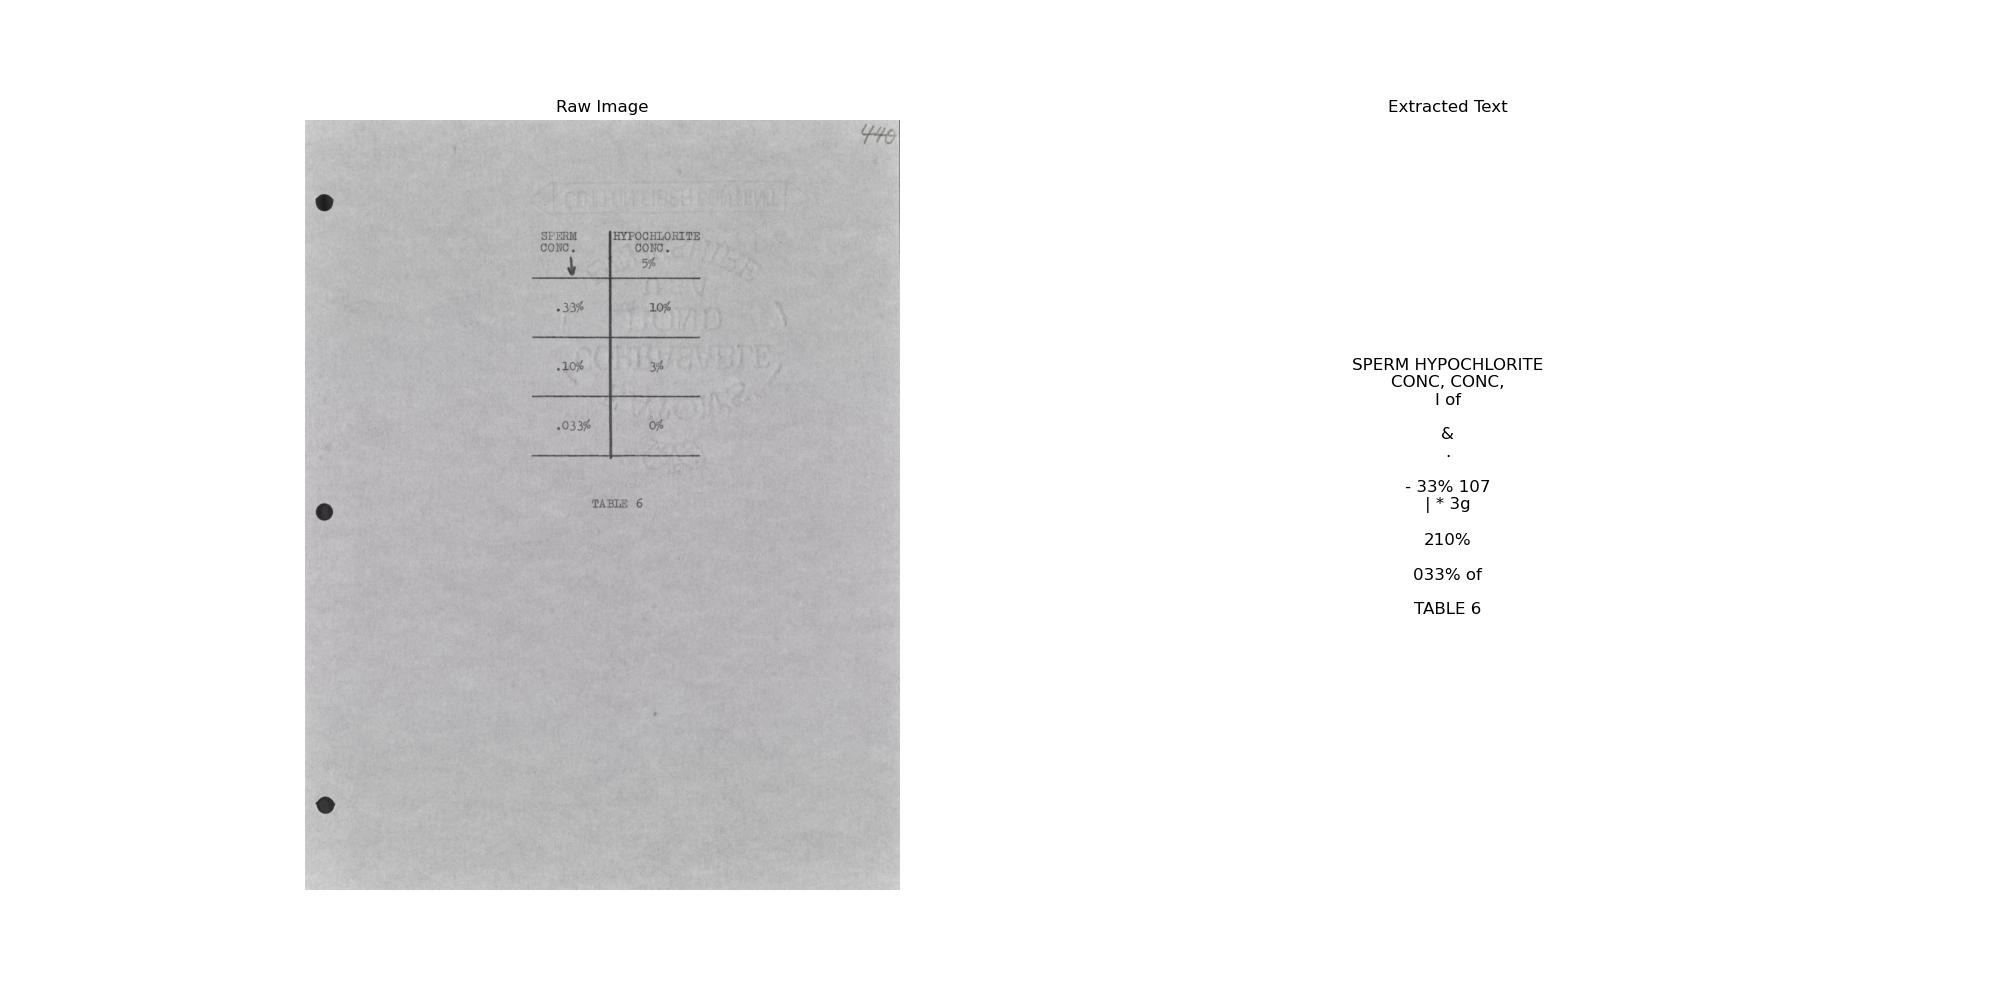 Raw Image
440
SPERM HYPOCHLORITE
CONC. CONC.
5%
.33% 10%
.10% 3%
.033% 0%
TABLE 6
Extracted Text
SPERM HYPOCHLORITE
CONC, CONC,
l of
&
.
- 33% 107
| * 3g
210%
033% of
TABLE 6